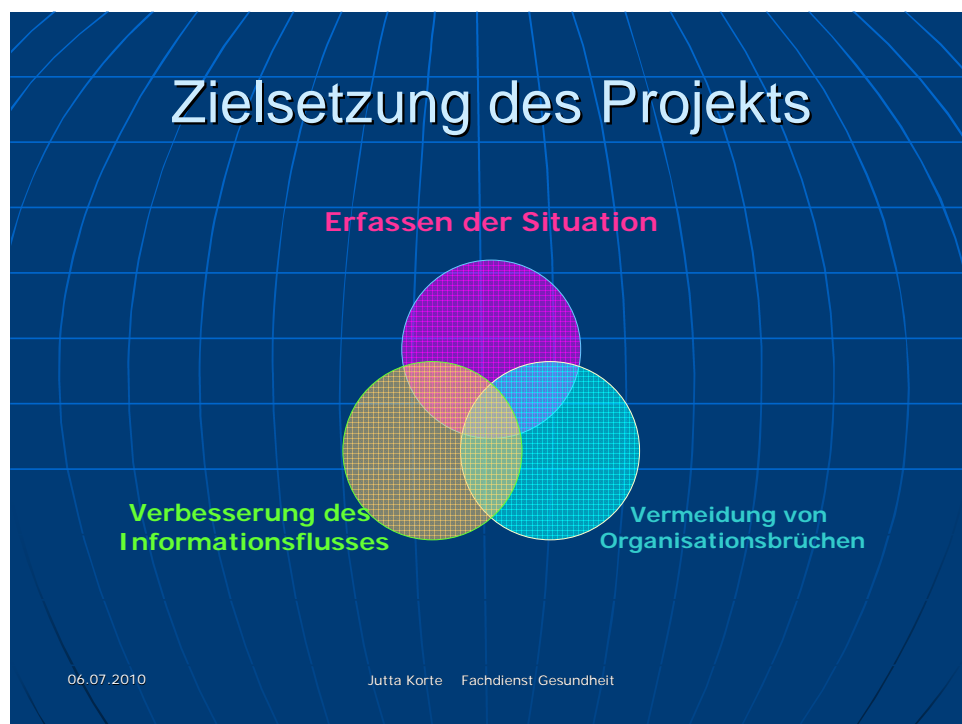 Zielsetzung des Projekts
Erfassen der Situation
Verbesserung des
Informationsflusses
Vermeidung von
Organisationsbrüchen
06.07.2010
Jutta Korte Fachdienst Gesundheit